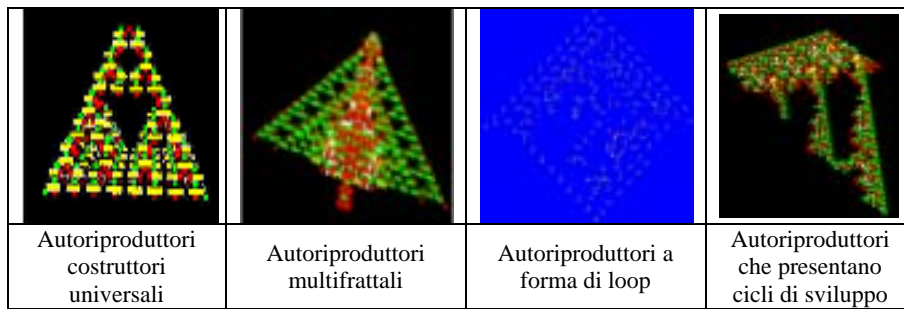 Autoriproduttori
costruttori
universali
Autoriproduttori
multifrattali
Autoriproduttori a
forma di loop
Autoriproduttori
che presentano
cicli di sviluppo